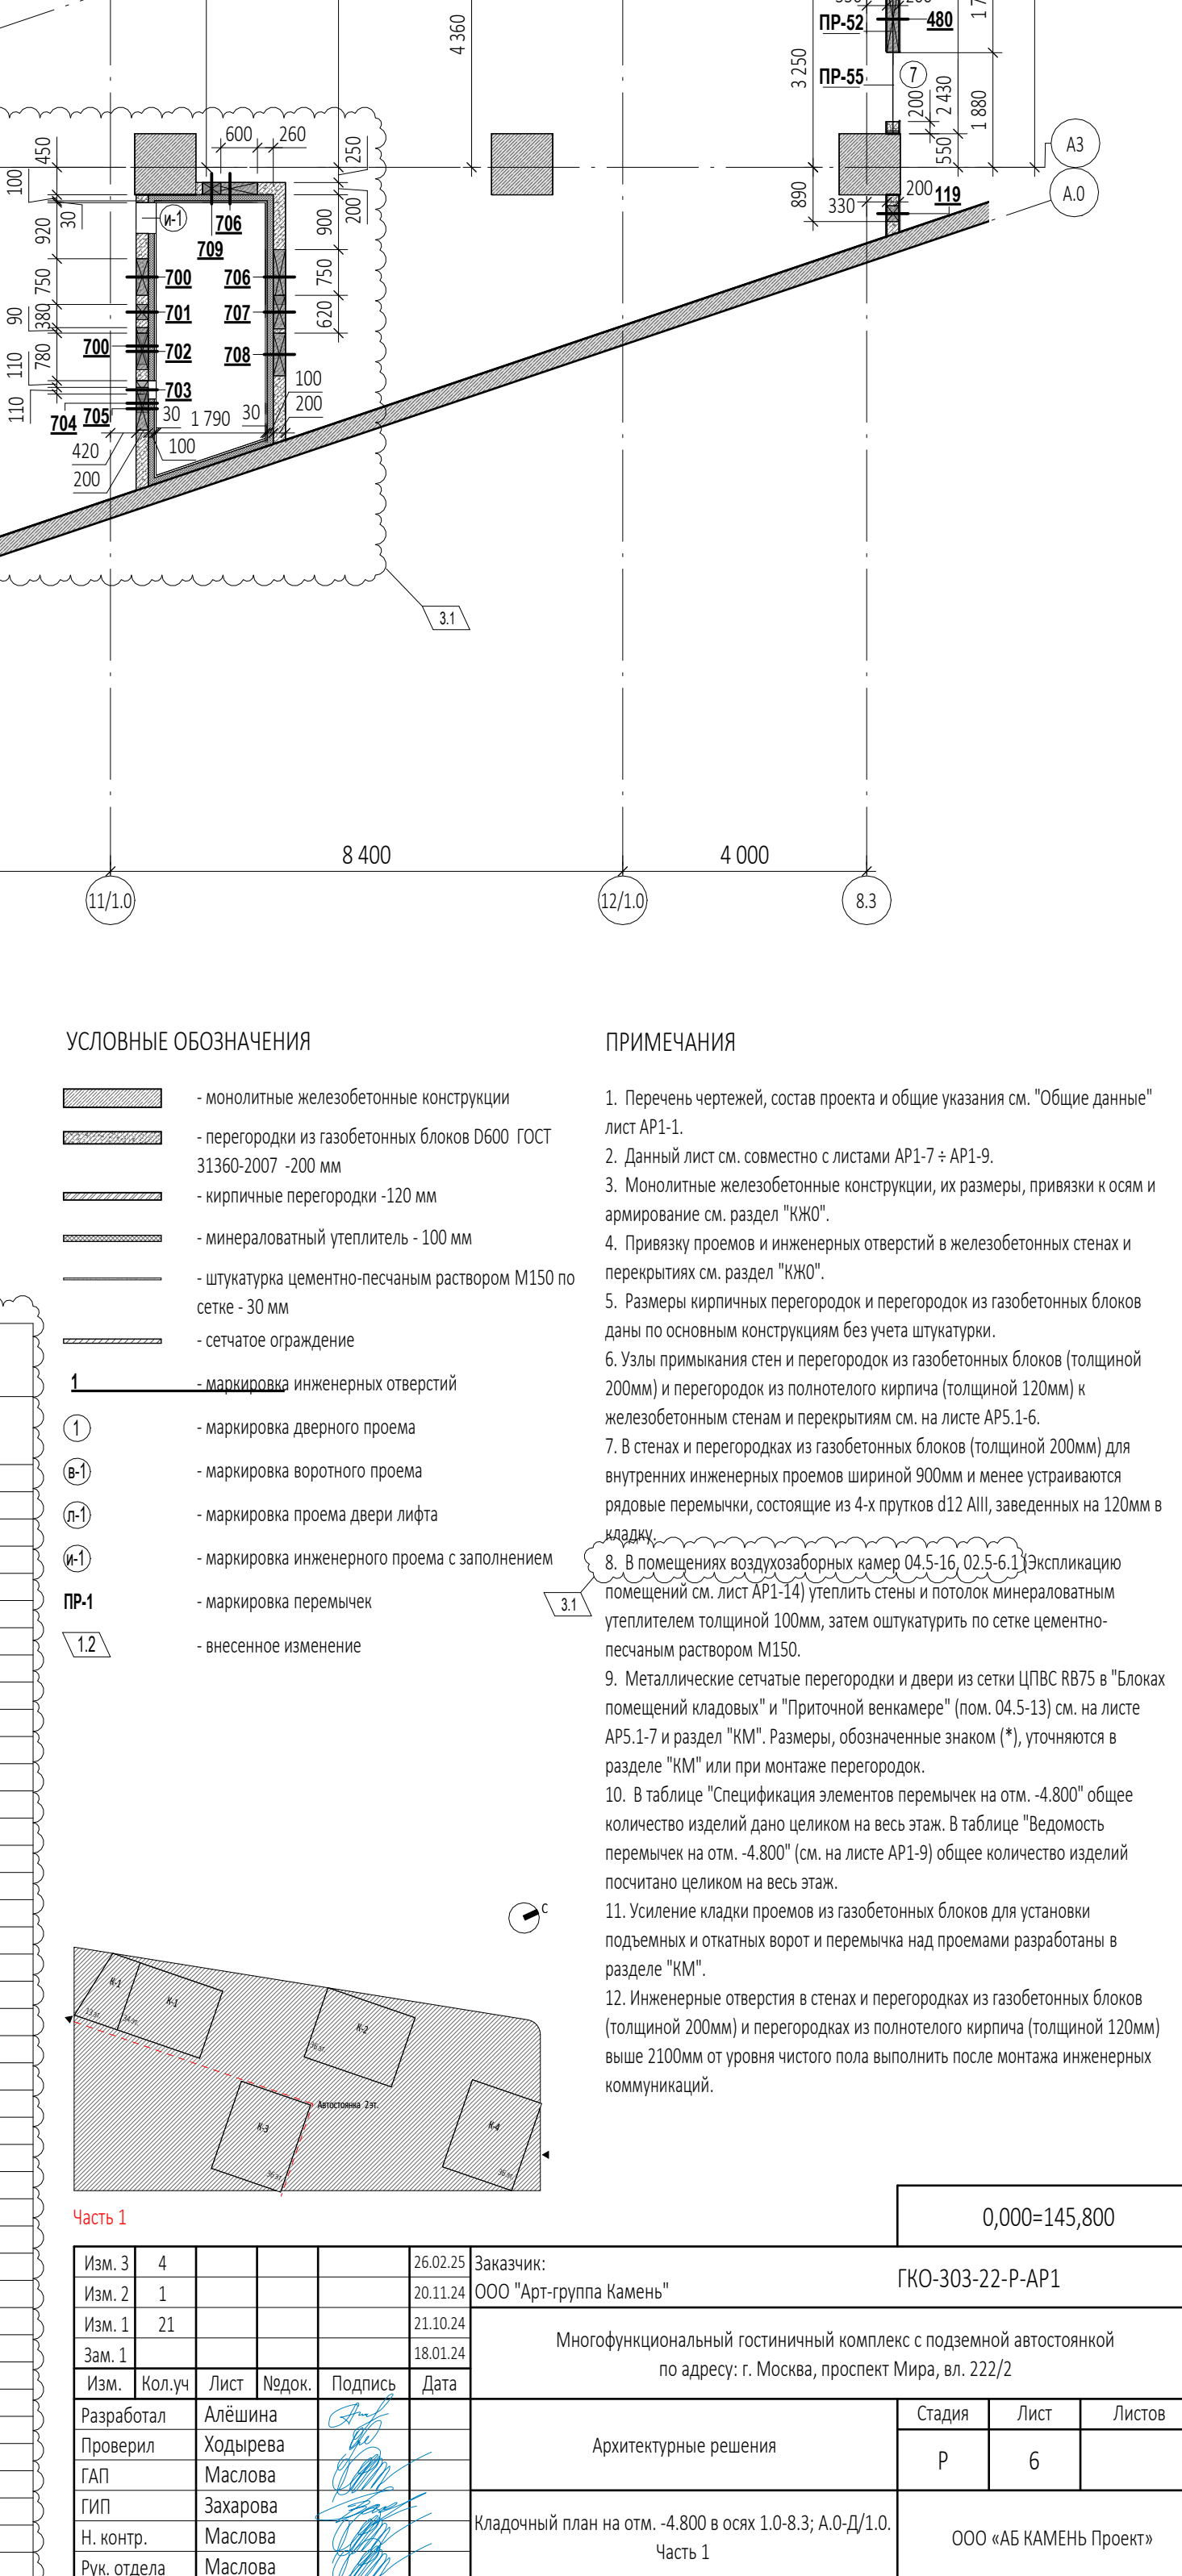 330
200
ПР-52
480
1 7
4 360
3 250
ПР-55
7
200
2 430
1 880
550
А3
А.0
890
330
200
119
450
100
30
920
750
90
380
110
780
110
600
260
250
200
900
750
620
и-1
706
709
700
706
701
707
700
702
708
703
704
705
30
1 790
30
100
200
420
100
200
3.1
8 400
4 000
11/1.0
12/1.0
8.3
УСЛОВНЫЕ ОБОЗНАЧЕНИЯ
- монолитные железобетонные конструкции
- перегородки из газобетонных блоков D600 ГОСТ
31360-2007 -200 мм
- кирпичные перегородки -120 мм
- минераловатный утеплитель - 100 мм
- штукатурка цементно-песчаным раствором М150 по
сетке - 30 мм
- сетчатое ограждение
1 - маркировка инженерных отверстий
1 - маркировка дверного проема
в-1 - маркировка воротного проема
л-1 - маркировка проема двери лифта
и-1 - маркировка инженерного проема с заполнением
ПР-1 - маркировка перемычек
1.2 - внесенное изменение
ПРИМЕЧАНИЯ
1. Перечень чертежей, состав проекта и общие указания см. "Общие данные"
лист АР1-1.
2. Данный лист см. совместно с листами АР1-7 ÷ АР1-9.
3. Монолитные железобетонные конструкции, их размеры, привязки к осям и
армирование см. раздел "КЖ0".
4. Привязку проемов и инженерных отверстий в железобетонных стенах и
перекрытиях см. раздел "КЖ0".
5. Размеры кирпичных перегородок и перегородок из газобетонных блоков
даны по основным конструкциям без учета штукатурки.
6. Узлы примыкания стен и перегородок из газобетонных блоков (толщиной
200мм) и перегородок из полнотелого кирпича (толщиной 120мм) к
железобетонным стенам и перекрытиям см. на листе АР5.1-6.
7. В стенах и перегородках из газобетонных блоков (толщиной 200мм) для
внутренних инженерных проемов шириной 900мм и менее устраиваются
рядовые перемычки, состоящие из 4-х прутков d12 АIII, заведенных на 120мм в
кладку.
8. В помещениях воздухозаборных камер 04.5-16, 02.5-6.1 (Экспликацию
помещений см. лист АР1-14) утеплить стены и потолок минераловатным
утеплителем толщиной 100мм, затем оштукатурить по сетке цементно-
песчаным раствором М150.
3.1
9. Металлические сетчатые перегородки и двери из сетки ЦПВС RB75 в "Блоках
помещений кладовых" и "Приточной венкамере" (пом. 04.5-13) см. на листе
АР5.1-7 и раздел "КМ". Размеры, обозначенные знаком (*), уточняются в
разделе "КМ" или при монтаже перегородок.
10. В таблице "Спецификация элементов перемычек на отм. -4.800" общее
количество изделий дано целиком на весь этаж. В таблице "Ведомость
перемычек на отм. -4.800" (см. на листе АР1-9) общее количество изделий
посчитано целиком на весь этаж.
11. Усиление кладки проемов из газобетонных блоков для установки
подъемных и откатных ворот и перемычка над проемами разработаны в
разделе "КМ".
12. Инженерные отверстия в стенах и перегородках из газобетонных блоков
(толщиной 200мм) и перегородках из полнотелого кирпича (толщиной 120мм)
выше 2100мм от уровня чистого пола выполнить после монтажа инженерных
коммуникаций.
С
К-1
К-1
К-2
13 эт.
34 эт.
36 эт.
Автостоянка 2эт.
К-3
К-4
36 эт.
36 эт.
Часть 1
0,000=145,800
Изм. 3 4 26.02.25
Изм. 2 1 20.11.24
Изм. 1 21 21.10.24
Зам. 1 18.01.24
Изм. Кол.уч Лист №док. Подпись Дата
Заказчик:
ООО "Арт-группа Камень"
ГКО-303-22-Р-АР1
Многофункциональный гостиничный комплекс с подземной автостоянкой
по адресу: г. Москва, проспект Мира, вл. 222/2
Разработал Алёшина
Проверил Ходырева
ГАП Маслова
ГИП Захарова
Н. контр. Маслова
Рук. отдела Маслова
Архитектурные решения
Стадия Лист Листов
Р 6
Кладочный план на отм. -4.800 в осях 1.0-8.3; А.0-Д/1.0.
Часть 1
ООО «АБ КАМЕНЬ Проект»